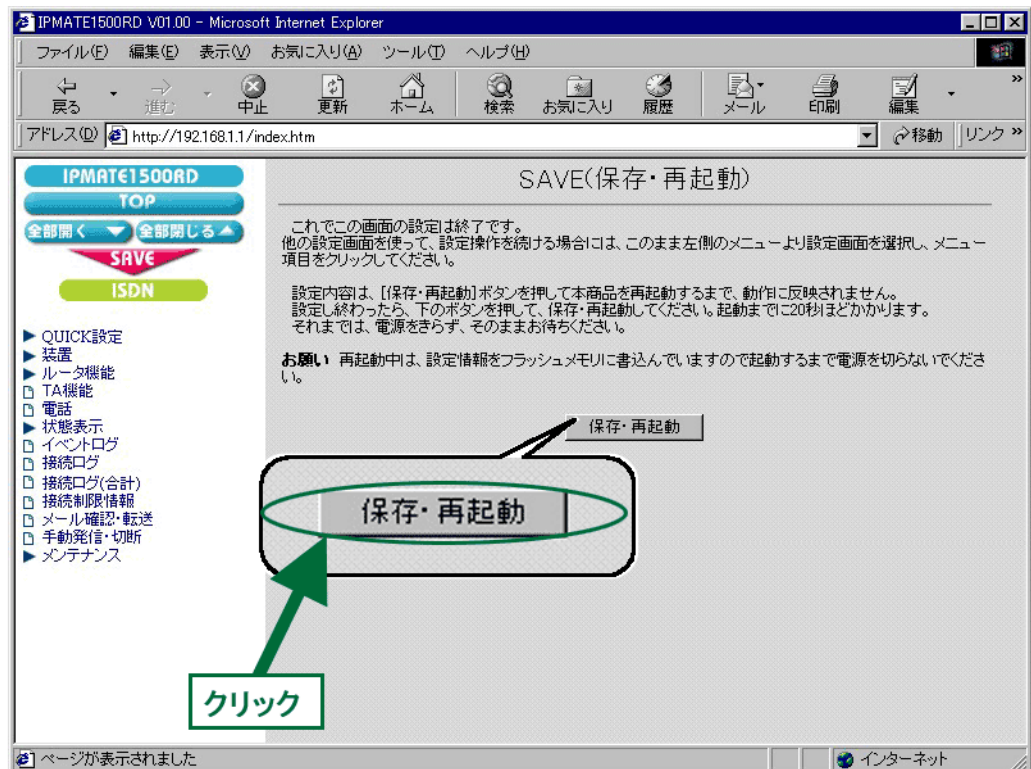 IPMATE1500RD V01.00 - Microsoft Internet Explorer
ファイル(F) 編集(E) 表示(V) お気に入り(A) ツール(T) ヘルプ(H)
戻る 進む 中止 更新 ホーム 検索 お気に入り 履歴 メール 印刷 編集 »
アドレス(D) http://192.168.1.1/index.htm 移動 リンク »
IPMATE1500RD
TOP
全部開く 全部閉じる
SAVE
ISDN
QUICK設定
装置
ルータ機能
TA機能
電話
状態表示
イベントログ
接続ログ
接続ログ(合計)
接続制限情報
メール確認・転送
手動発信・切断
メンテナンス
SAVE(保存・再起動)
これでこの画面の設定は終了です。
他の設定画面を使って、設定操作を続ける場合には、このまま左側のメニューより設定画面を選択し、メニュー
項目をクリックしてください。
設定内容は、[保存・再起動]ボタンを押して本商品を再起動するまで、動作に反映されません。
設定し終わったら、下のボタンを押して、保存・再起動してください。起動までに20秒ほどかかります。
それまでは、電源をきらず、そのままお待ちください。
お願い 再起動中は、設定情報をフラッシュメモリに書込んでいますので起動するまで電源を切らないでくださ
い。
保存・再起動
保存・再起動
クリック
ページが表示されました インターネット